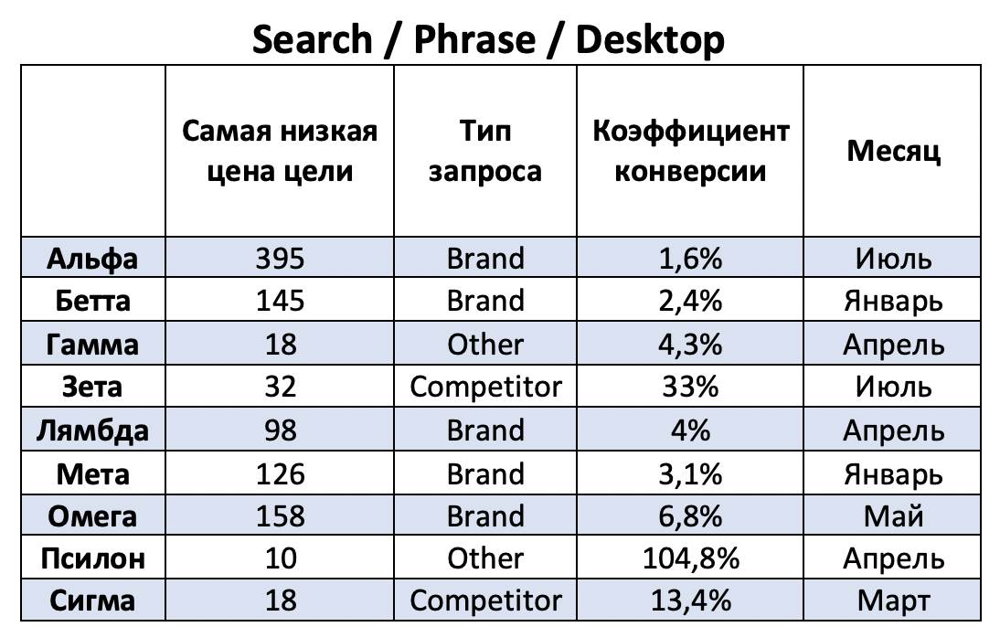 Search / Phrase / Desktop
Самая низкая цена цели Тип запроса Коэффициент конверсии Месяц
Альфа 395 Brand 1,6% Июль
Бетта 145 Brand 2,4% Январь
Гамма 18 Other 4,3% Апрель
Зета 32 Competitor 33% Июль
Лямбда 98 Brand 4% Апрель
Мета 126 Brand 3,1% Январь
Омега 158 Brand 6,8% Май
Псилон 10 Other 104,8% Апрель
Сигма 18 Competitor 13,4% Март